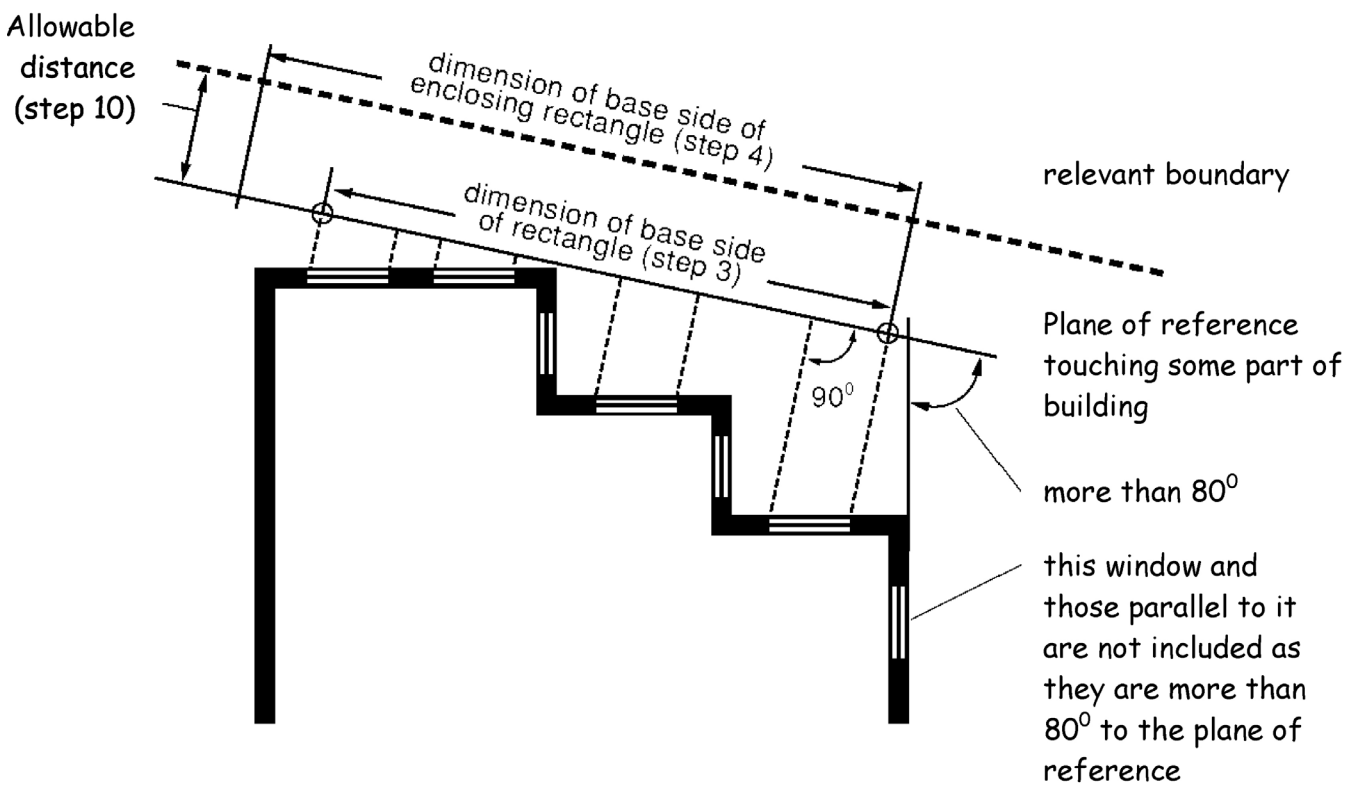 Allowable
distance
(step 10)
dimension of base side of
enclosing rectangle (step 4)
relevant boundary
dimension of base side
of rectangle (step 3)
Plane of reference
touching some part of
building
90⁰
more than 80⁰
this window and
those parallel to it
are not included as
they are more than
80⁰ to the plane of
reference